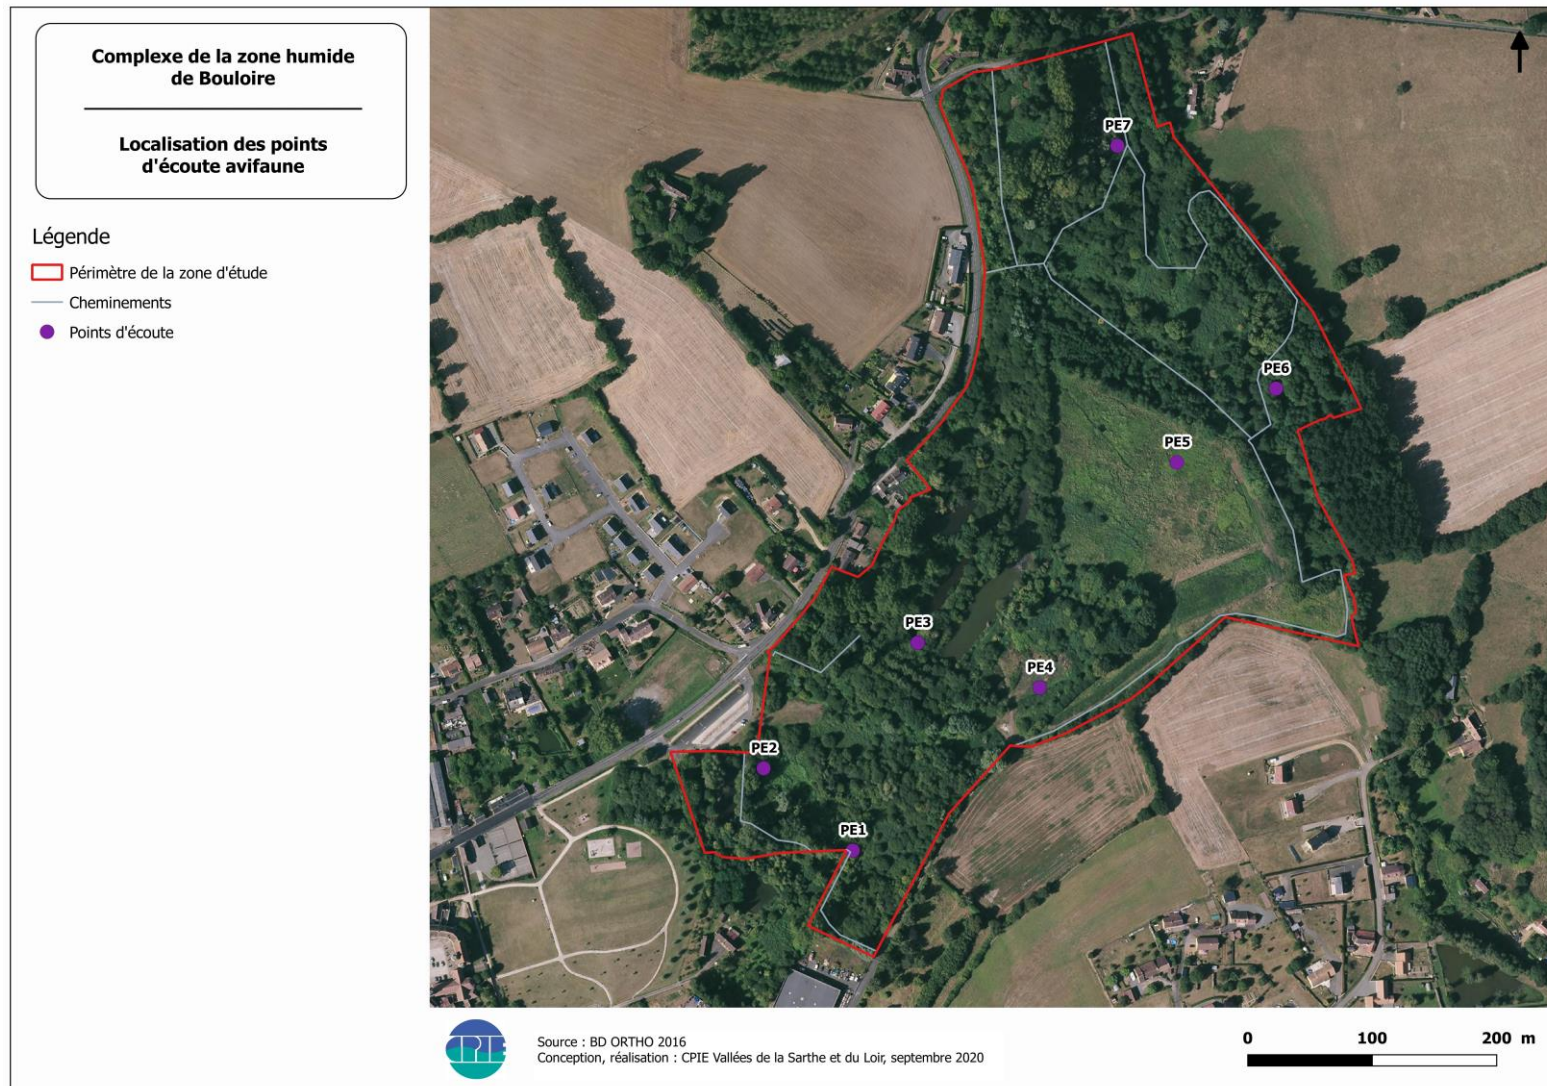 Complexe de la zone humide
de Bouloire
Localisation des points
d'écoute avifaune
Légende
Périmètre de la zone d'étude
Cheminements
Points d'écoute
PE7
PE6
PE5
PE3
PE4
PE2
PE1
CPIE
Source : BD ORTHO 2016
Conception, réalisation : CPIE Vallées de la Sarthe et du Loir, septembre 2020
0 100 200 m